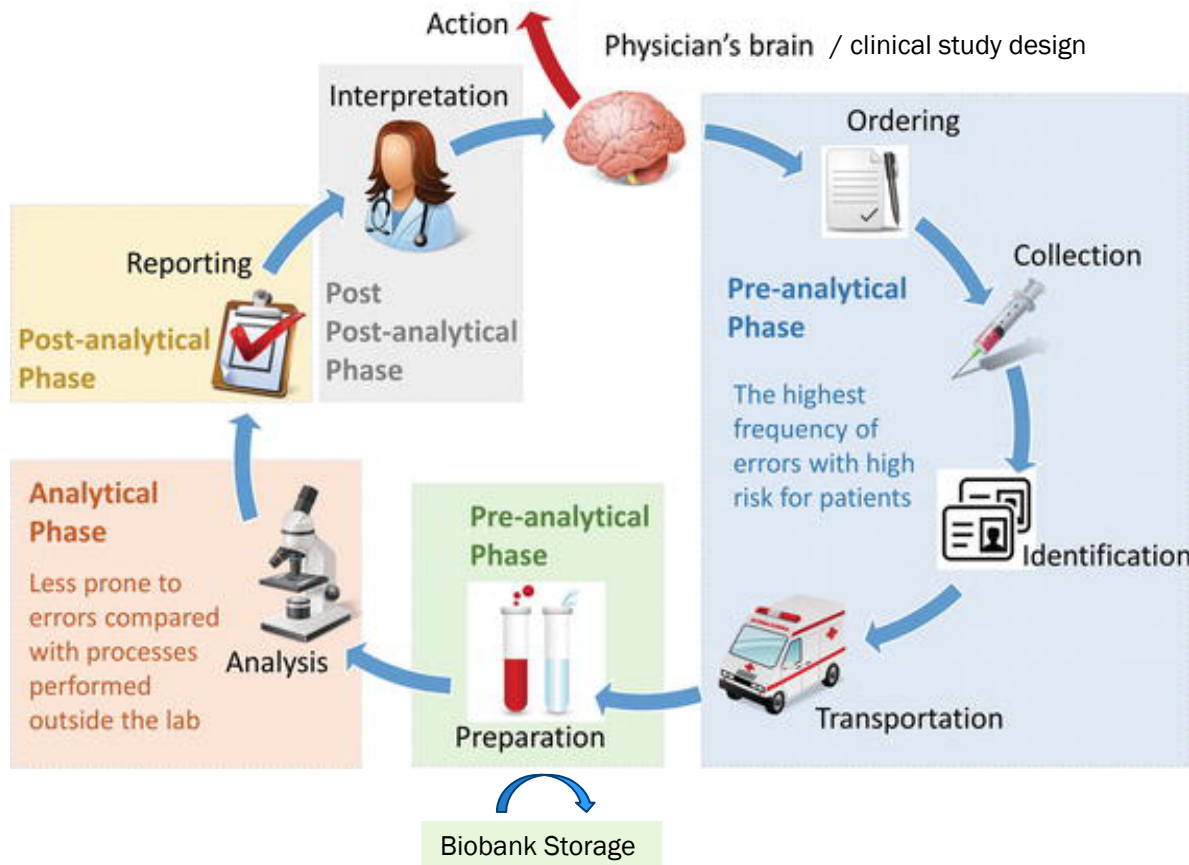 Action
Physician's brain / clinical study design
Interpretation
Ordering
Collection
Reporting
Post-analytical
Phase
Post
Post-analytical
Phase
Pre-analytical
Phase
The highest
frequency of
errors with high
risk for patients
Identification
Transportation
Analytical
Phase
Less prone to
errors compared
with processes
performed
outside the lab
Analysis
Pre-analytical
Phase
Preparation
Biobank Storage